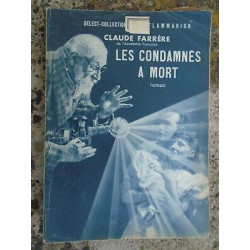 SELECT-COLLECTION FLAMMARION
CLAUDE FARRÈRE
de l'Académie française
LES CONDAMNÉS
A MORT
roman